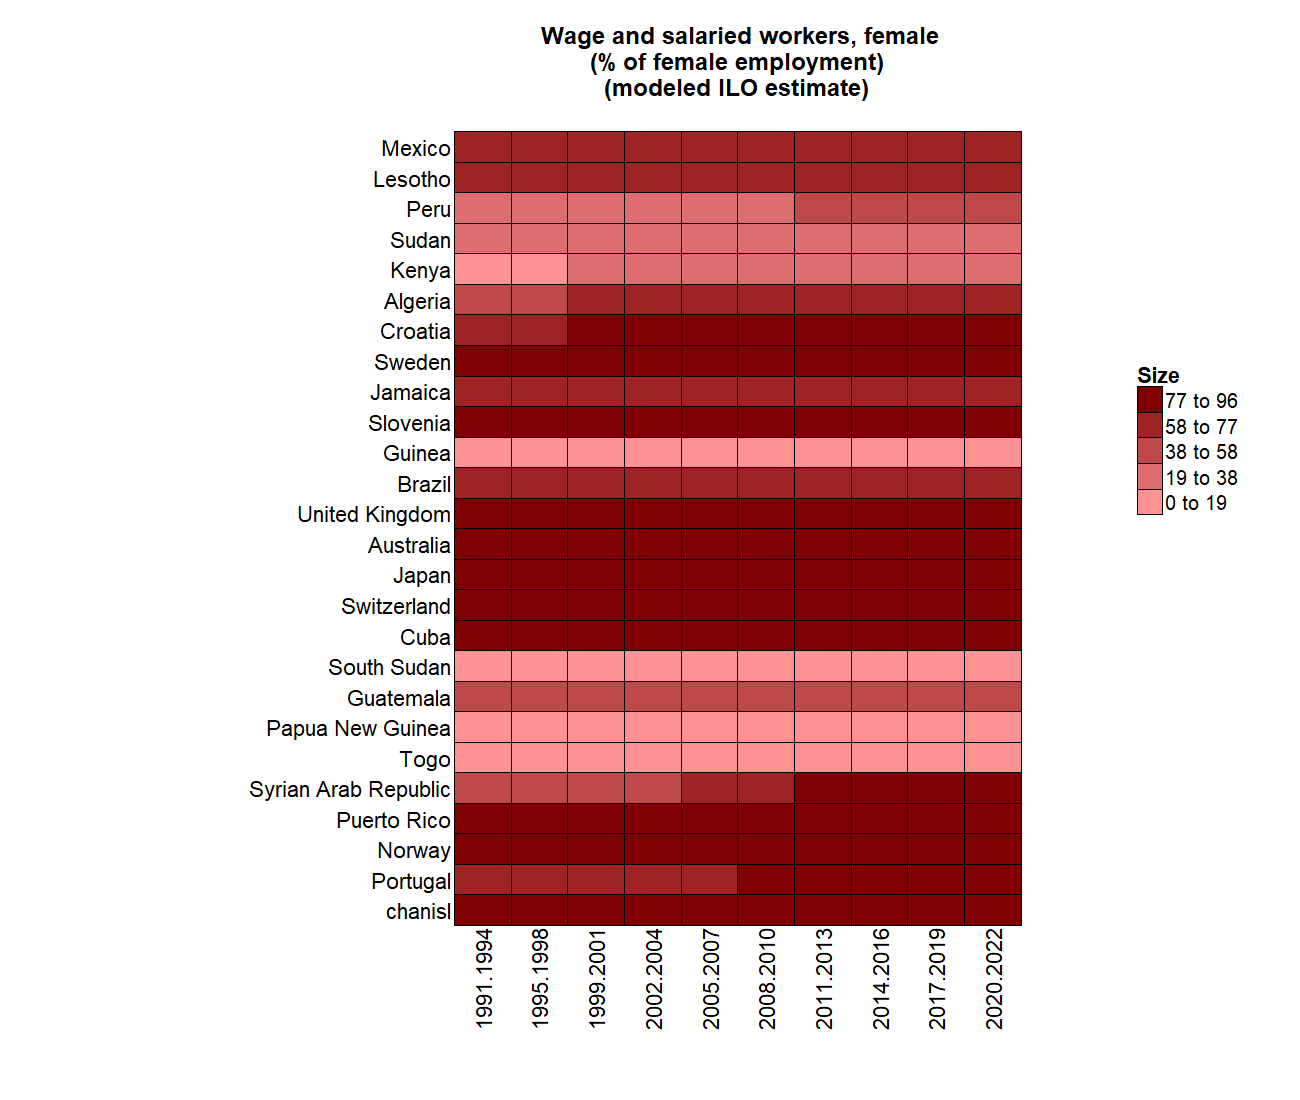 Wage and salaried workers, female
(% of female employment)
(modeled ILO estimate)
Mexico
Lesotho
Peru
Sudan
Kenya
Algeria
Croatia
Sweden
Jamaica
Slovenia
Guinea
Brazil
United Kingdom
Australia
Japan
Switzerland
Cuba
South Sudan
Guatemala
Papua New Guinea
Togo
Syrian Arab Republic
Puerto Rico
Norway
Portugal
chanisl
1991.1994
1995.1998
1999.2001
2002.2004
2005.2007
2008.2010
2011.2013
2014.2016
2017.2019
2020.2022
Size
77 to 96
58 to 77
38 to 58
19 to 38
0 to 19